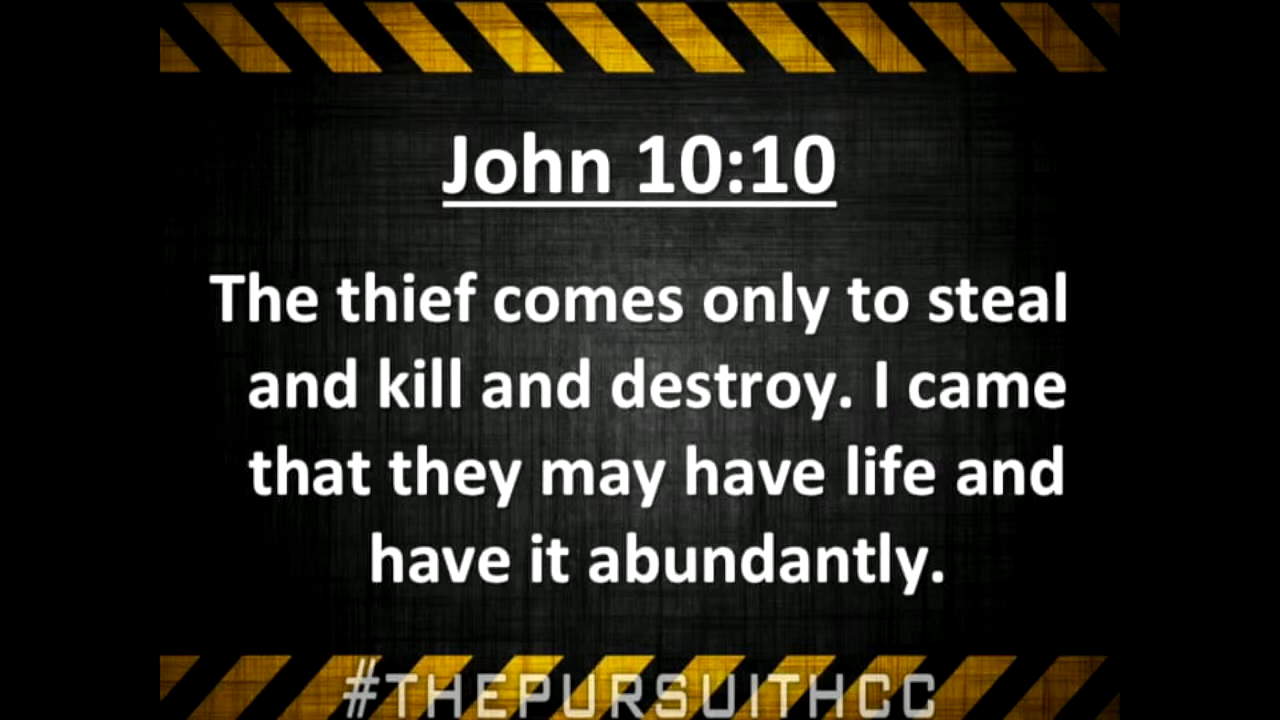 John 10:10
The thief comes only to steal
and kill and destroy. I came
that they may have life and
have it abundantly.
#THEPURSUITHCC